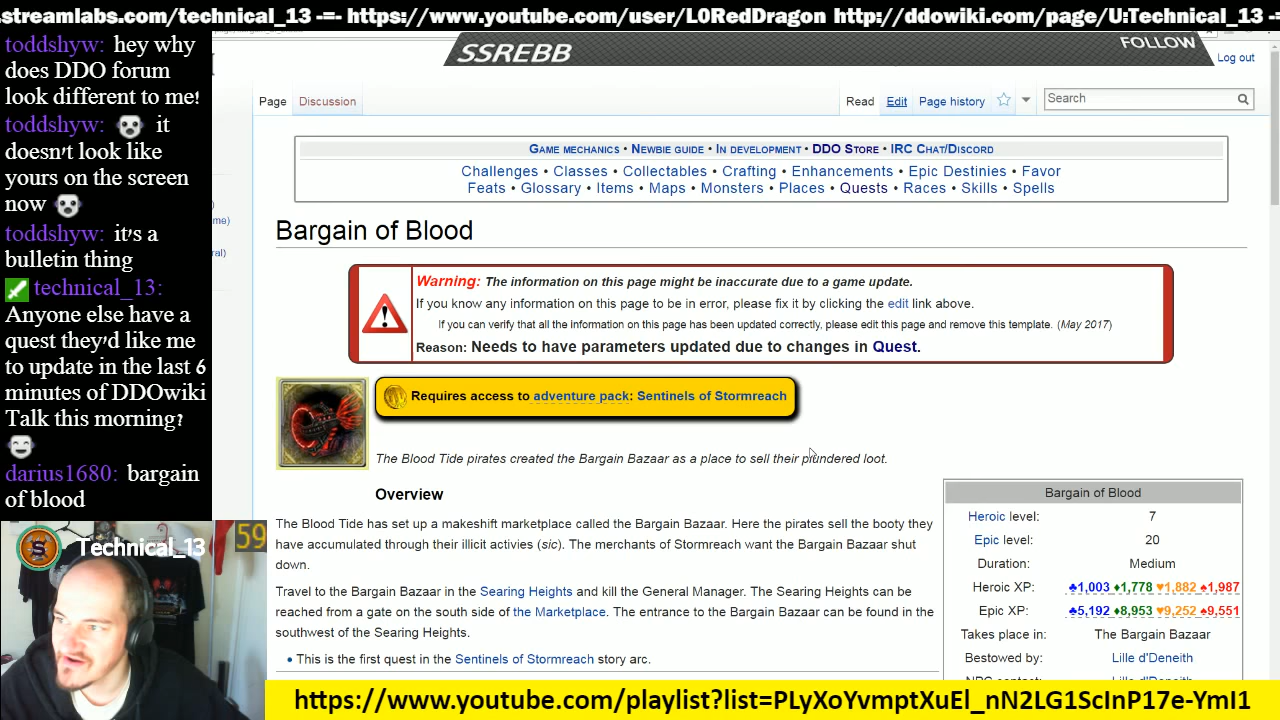 .streamlabs.com/technical_13 -=- https://www.youtube.com/user/L0RedDragon http://ddowiki.com/page/U:Technical_13 -=
toddshyw: hey why
does DDO forum
look different to me!
toddshyw: it
doesn't look like
yours on the screen
now
toddshyw: it's a
bulletin thing
technical_13:
Anyone else have a
quest they'd like me
to update in the last 6
minutes of DDOwiki
Talk this morning?
darius1680: bargain
of blood
Technical_13
59
SSREBB
FOLLOW
Log out
Page
Discussion
Read
Edit
Page history
Search
Game mechanics • Newbie guide • In development • DDO Store • IRC Chat/Discord
Challenges • Classes • Collectables • Crafting • Enhancements • Epic Destinies • Favor
Feats • Glossary • Items • Maps • Monsters • Places • Quests • Races • Skills • Spells
Bargain of Blood
Warning: The information on this page might be inaccurate due to a game update.
If you know any information on this page to be in error, please fix it by clicking the edit link above.
If you can verify that all the information on this page has been updated correctly, please edit this page and remove this template. (May 2017)
Reason: Needs to have parameters updated due to changes in Quest.
Requires access to adventure pack: Sentinels of Stormreach
The Blood Tide pirates created the Bargain Bazaar as a place to sell their plundered loot.
Overview
The Blood Tide has set up a makeshift marketplace called the Bargain Bazaar. Here the pirates sell the booty they
have accumulated through their illicit activies (sic). The merchants of Stormreach want the Bargain Bazaar shut
down.
Travel to the Bargain Bazaar in the Searing Heights and kill the General Manager. The Searing Heights can be
reached from a gate on the south side of the Marketplace. The entrance to the Bargain Bazaar can be found in the
southwest of the Searing Heights.
• This is the first quest in the Sentinels of Stormreach story arc.
Bargain of Blood
Heroic level: 7
Epic level: 20
Duration: Medium
Heroic XP: ♣1,003 ♦1,778 ♥1,882 ♠1,987
Epic XP: ♣5,192 ♦8,953 ♥9,252 ♠9,551
Takes place in: The Bargain Bazaar
Bestowed by: Lille d'Deneith
NPC contact: Lille d'Deneith
https://www.youtube.com/playlist?list=PLyXoYvmptXuEl_nN2LG1ScInP17e-YmI1